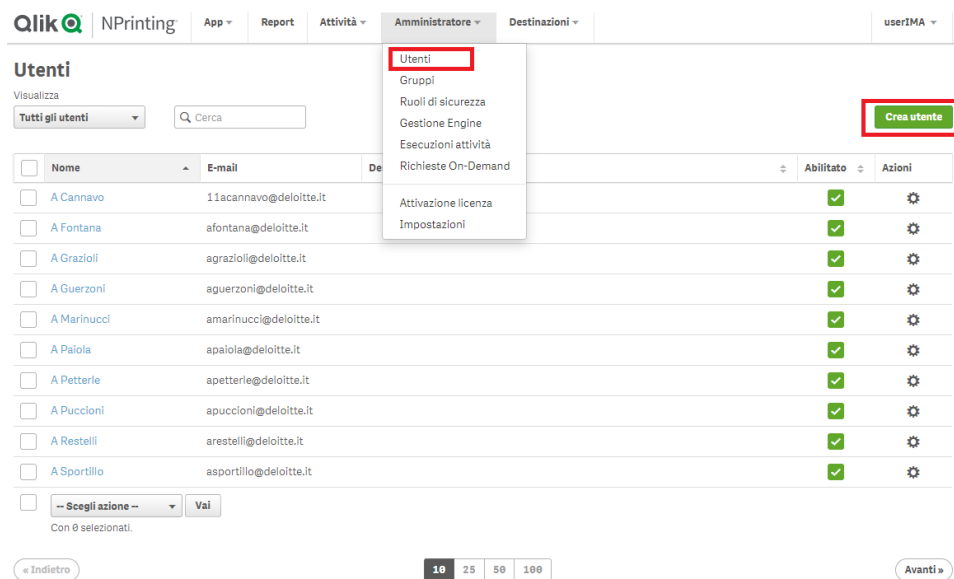 Qlik NPrinting App Report Attività Amministratore Destinazioni userIMA
Utenti
Visualizza
Tutti gli utenti
Cerca
Utenti
Gruppi
Ruoli di sicurezza
Gestione Engine
Esecuzioni attività
Richieste On-Demand
Attivazione licenza
Impostazioni
Crea utente
Nome E-mail De Abilitato Azioni
A Cannavo 11acannavo@deloitte.it
A Fontana afontana@deloitte.it
A Grazioli agrazioli@deloitte.it
A Guerzoni aguerzoni@deloitte.it
A Marinucci amarinucci@deloitte.it
A Paiola apaiola@deloitte.it
A Petterle apetterle@deloitte.it
A Puccioni apuccioni@deloitte.it
A Restelli arestelli@deloitte.it
A Sportillo asportillo@deloitte.it
-- Scegli azione -- Vai
Con 0 selezionati.
« Indietro 10 25 50 100 Avanti »